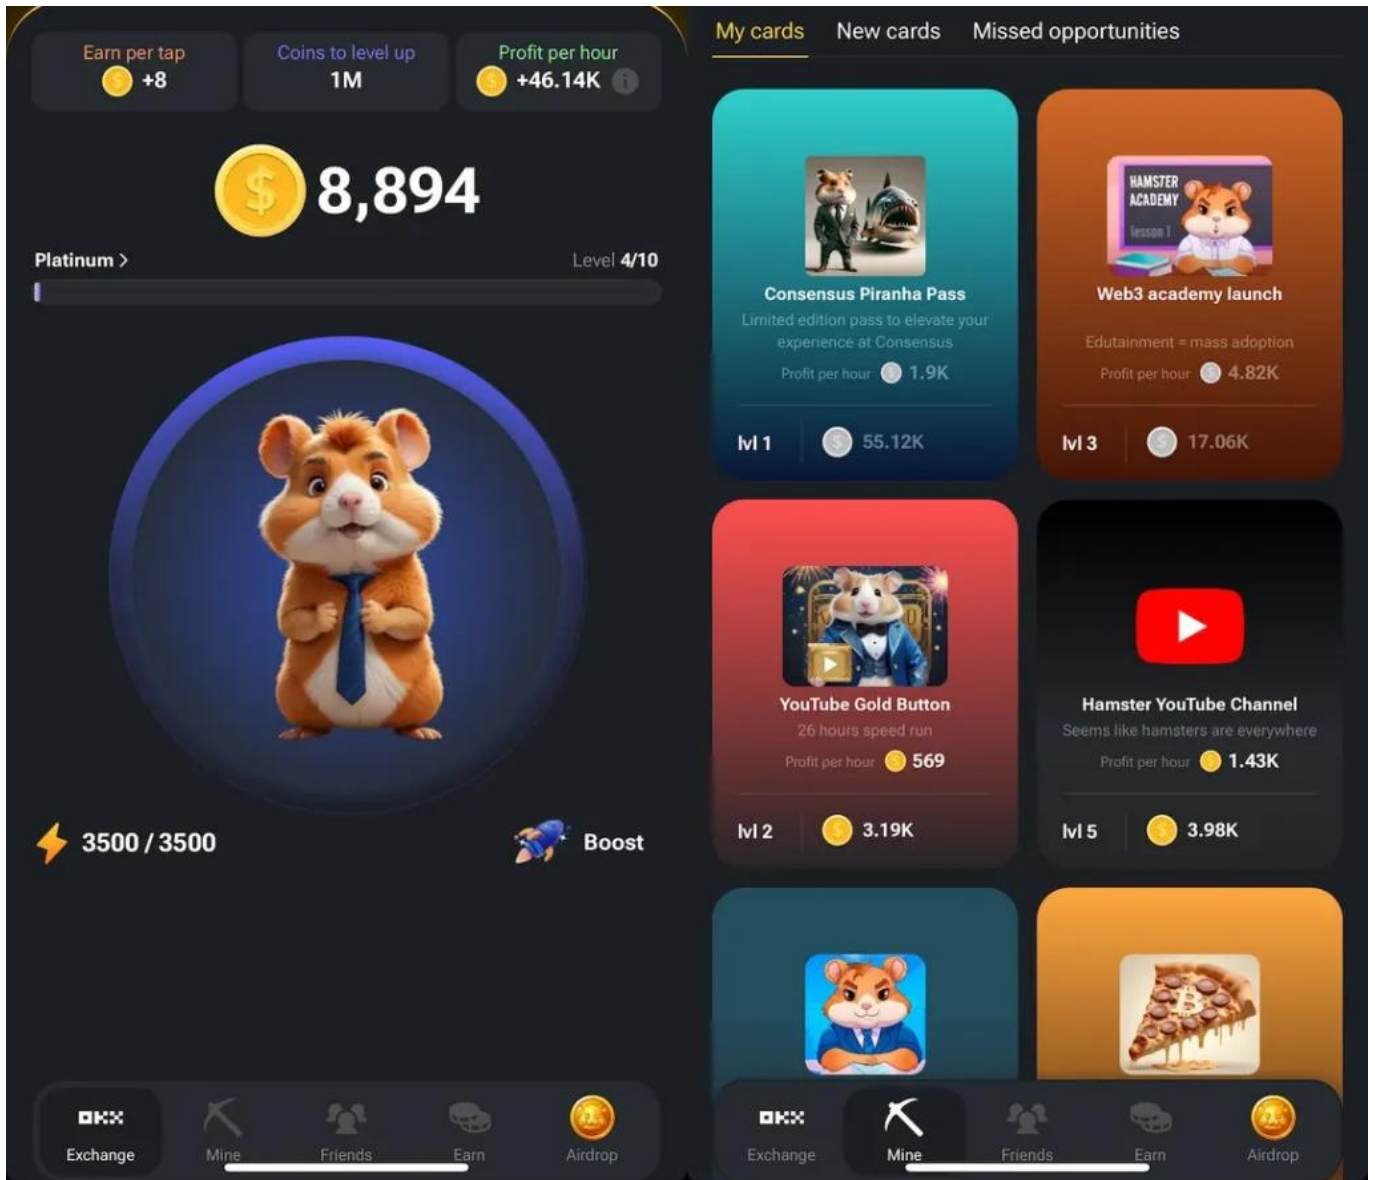 Earn per tap
+8
Coins to level up
1M
Profit per hour
+46.14K
8,894
Platinum >
Level 4/10
3500 / 3500
Boost
OKX
Exchange
Mine
Friends
Earn
Airdrop
My cards
New cards
Missed opportunities
Consensus Piranha Pass
Limited edition pass to elevate your
experience at Consensus
Profit per hour 1.9K
lvl 1 55.12K
HAMSTER
ACADEMY
lesson 1
Web3 academy launch
Edutainment = mass adoption
Profit per hour 4.82K
lvl 3 17.06K
YouTube Gold Button
26 hours speed run
Profit per hour 569
lvl 2 3.19K
Hamster YouTube Channel
Seems like hamsters are everywhere
Profit per hour 1.43K
lvl 5 3.98K
OKX
Exchange
Mine
Friends
Earn
Airdrop